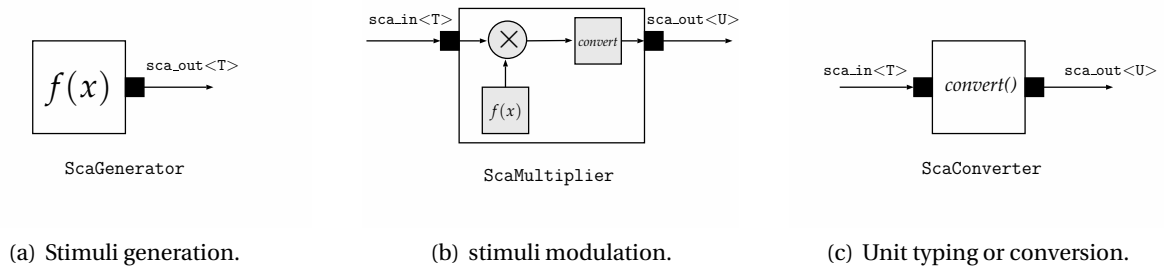 f(x)
sca_out<T>
ScaGenerator
(a) Stimuli generation.
sca_in<T>
sca_out<U>
convert
f(x)
ScaMultiplier
(b) stimuli modulation.
sca_in<T>
convert()
sca_out<U>
ScaConverter
(c) Unit typing or conversion.